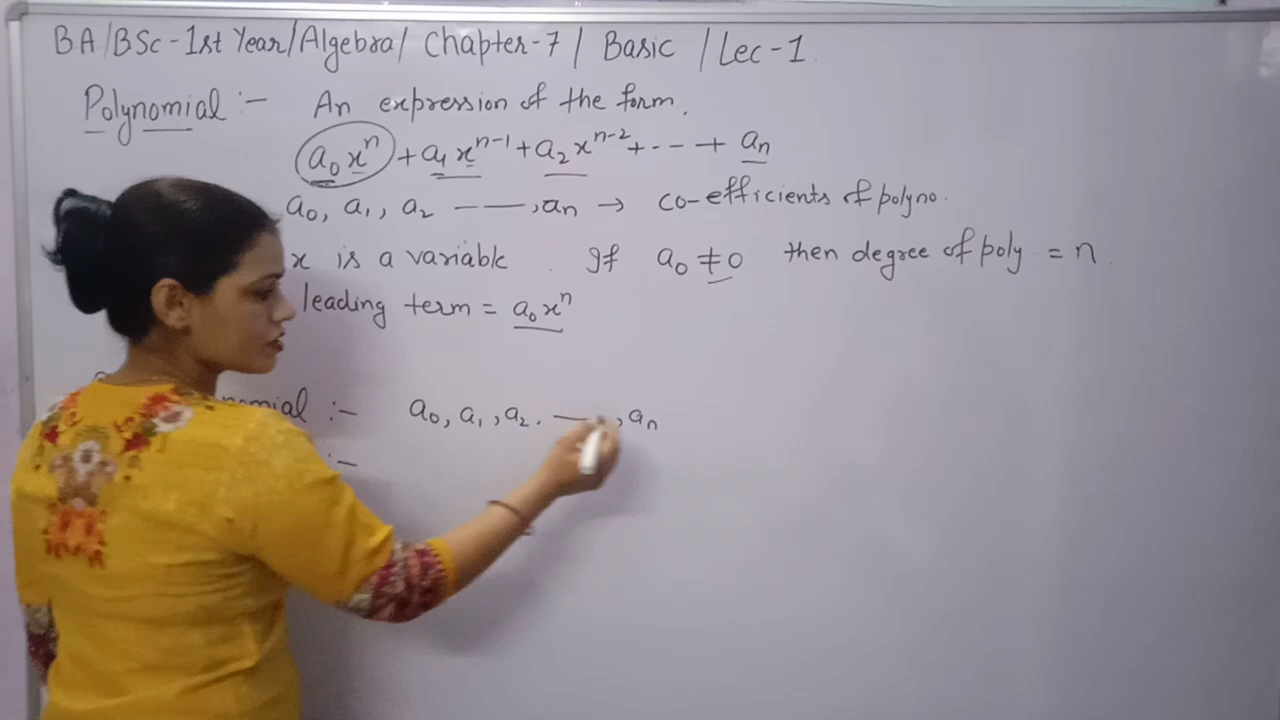 BA/BSc-1st Year/Algebra/ Chapter-7/ Basic /Lec-1
Polynomial :- An expression of the form,
a₀xⁿ + a₁xⁿ⁻¹ + a₂xⁿ⁻² + --- + aₙ
a₀, a₁, a₂ ——, aₙ → co-efficients of polyno.
x is a variable. If a₀ ≠ 0 then degree of poly = n.
leading term = a₀xⁿ
:- a₀, a₁, a₂, ——, aₙ
:-